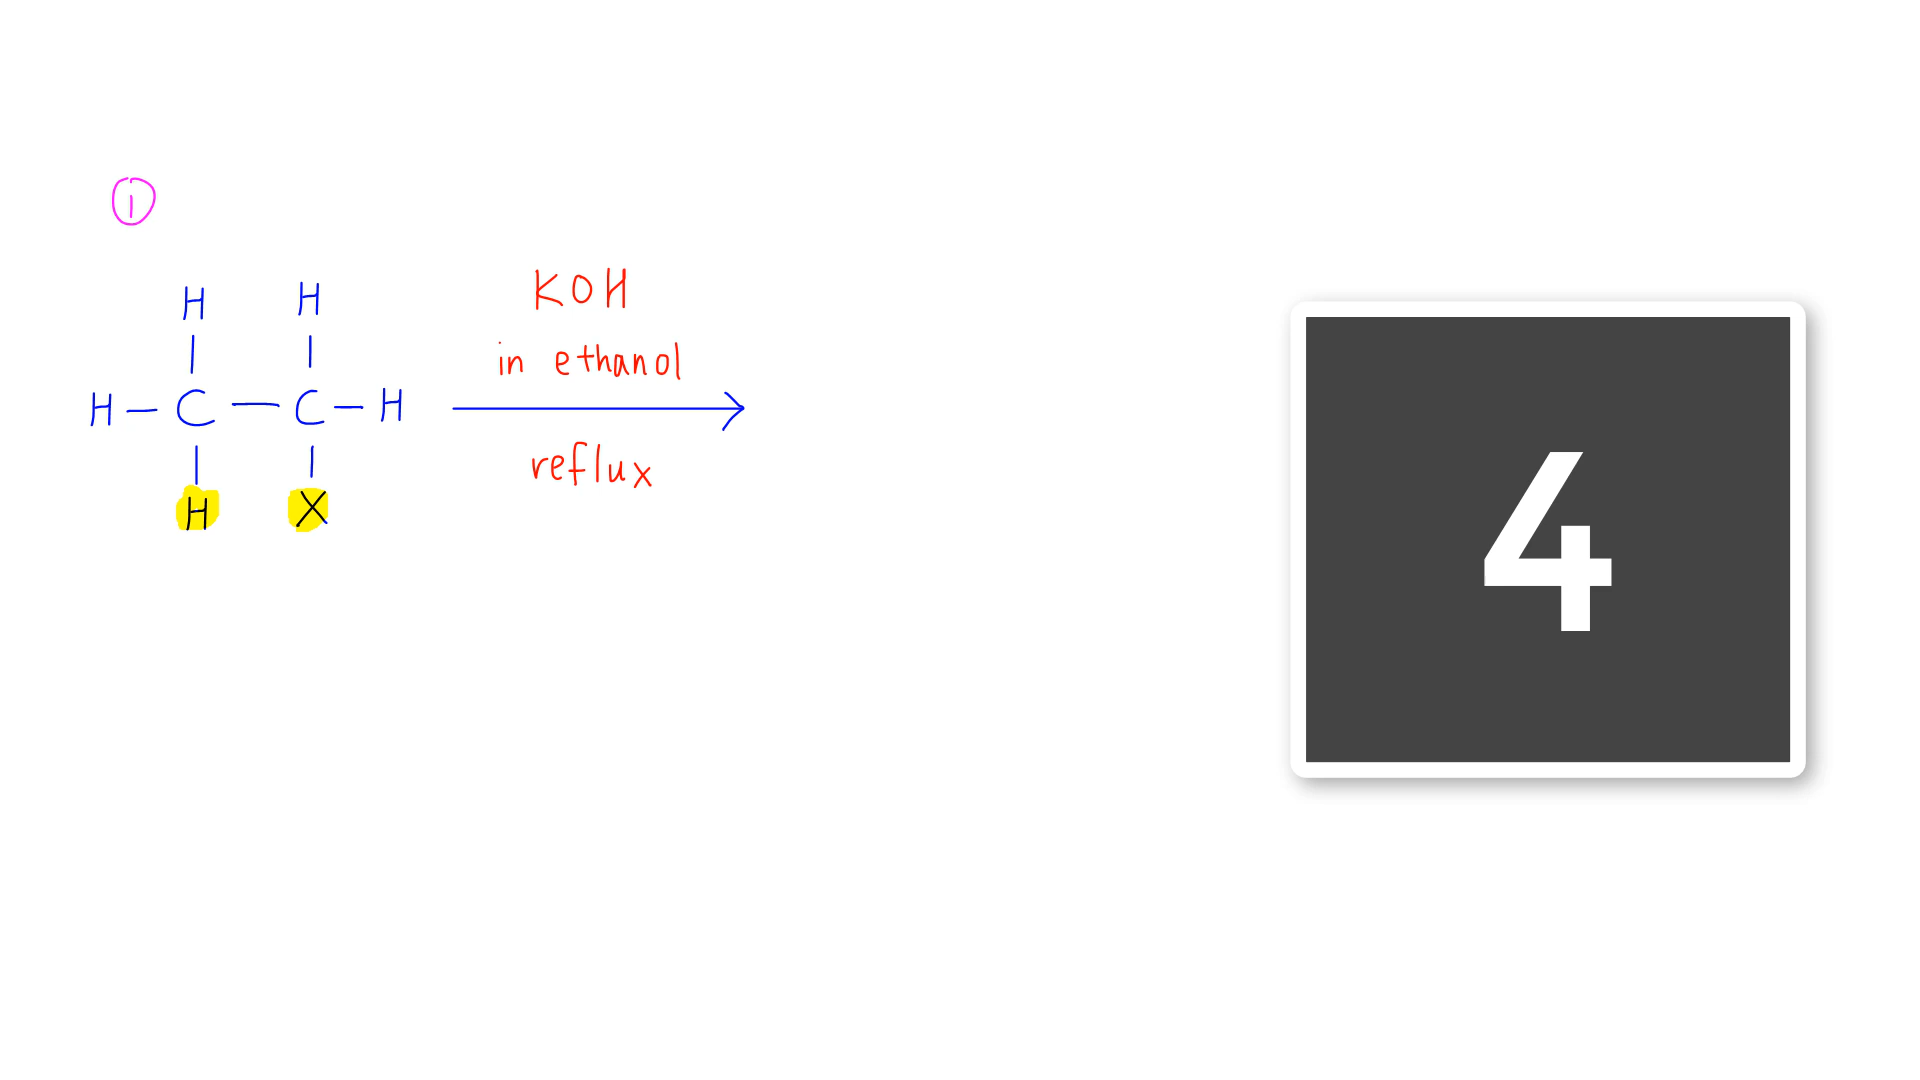 ①
H H
KOH
in ethanol
H — C — C — H
reflux
H X
4